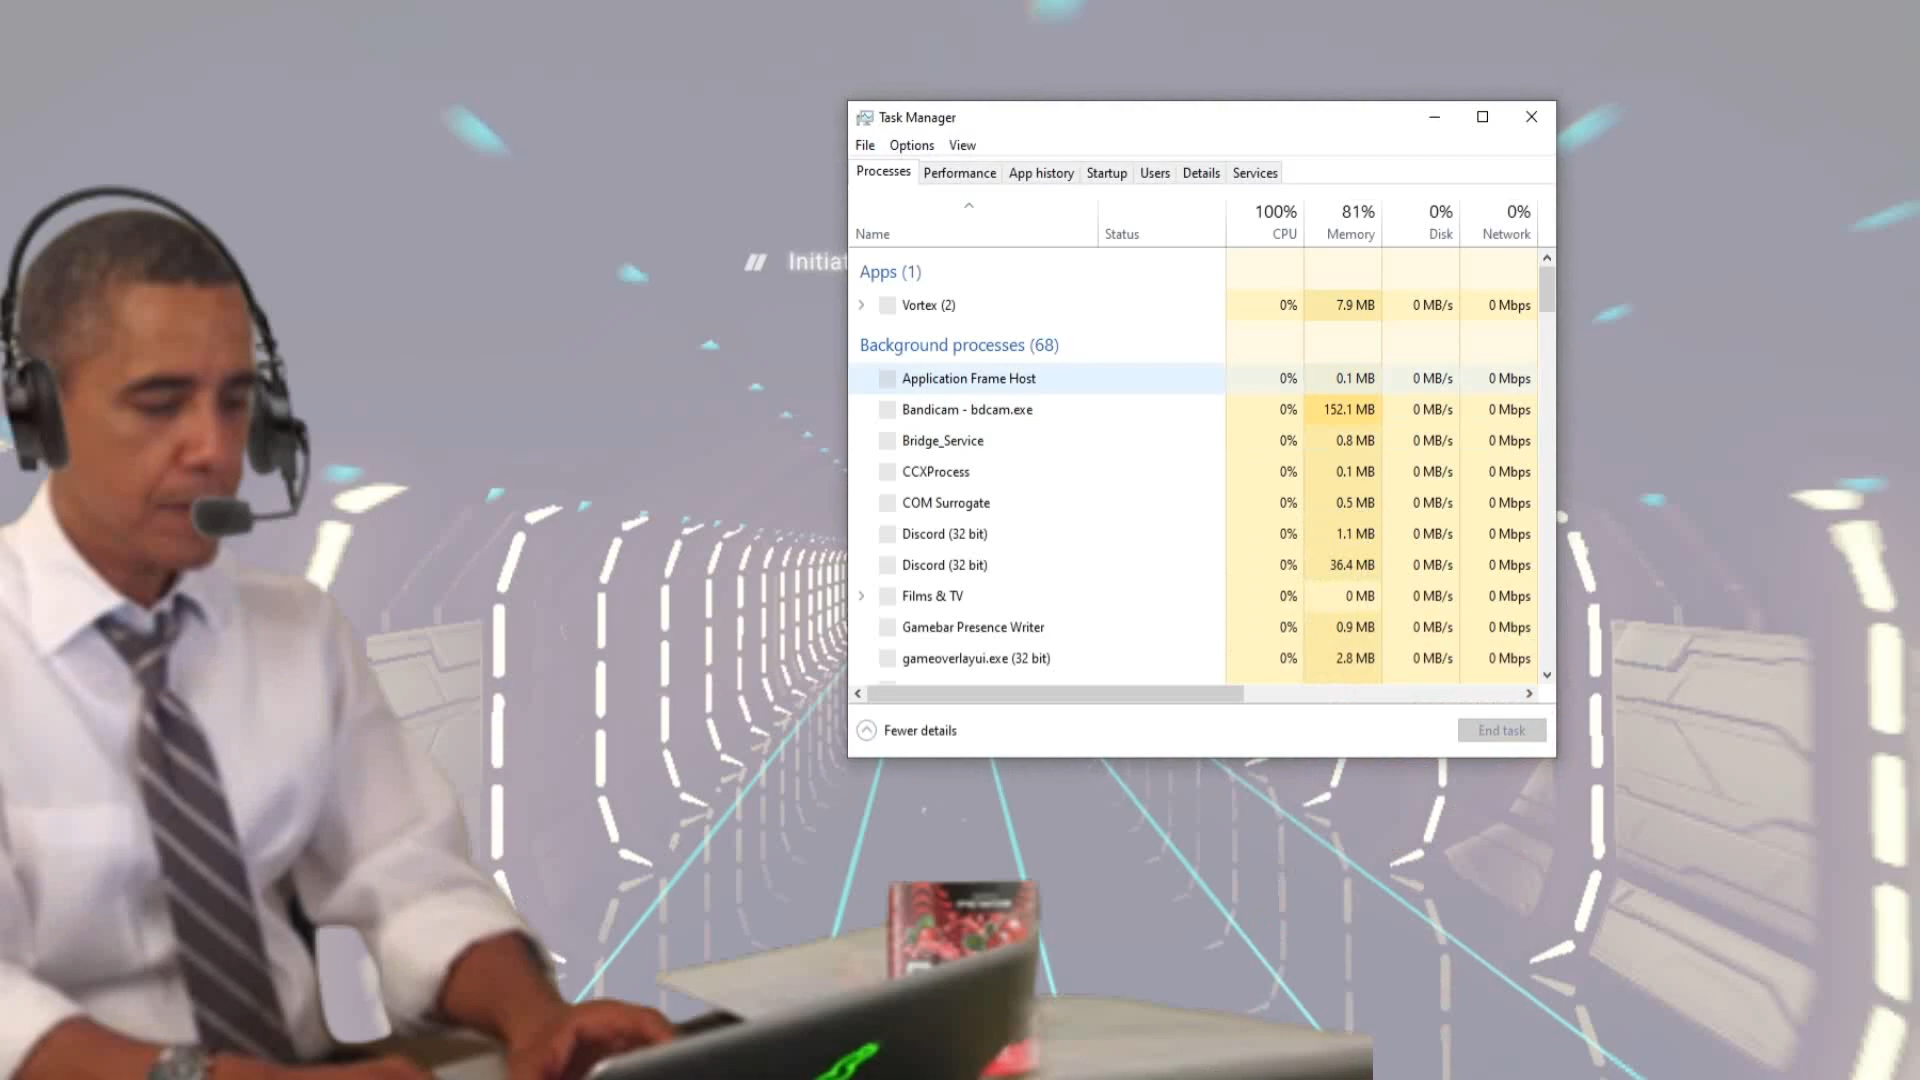 Task Manager
File Options View
Processes Performance App history Startup Users Details Services
100% 81% 0% 0%
Name Status CPU Memory Disk Network
// Initiat
Apps (1)
Vortex (2) 0% 7.9 MB 0 MB/s 0 Mbps
Background processes (68)
Application Frame Host 0% 0.1 MB 0 MB/s 0 Mbps
Bandicam - bdcam.exe 0% 152.1 MB 0 MB/s 0 Mbps
Bridge_Service 0% 0.8 MB 0 MB/s 0 Mbps
CCXProcess 0% 0.1 MB 0 MB/s 0 Mbps
COM Surrogate 0% 0.5 MB 0 MB/s 0 Mbps
Discord (32 bit) 0% 1.1 MB 0 MB/s 0 Mbps
Discord (32 bit) 0% 36.4 MB 0 MB/s 0 Mbps
Films & TV 0% 0 MB 0 MB/s 0 Mbps
Gamebar Presence Writer 0% 0.9 MB 0 MB/s 0 Mbps
gameoverlayui.exe (32 bit) 0% 2.8 MB 0 MB/s 0 Mbps
Fewer details End task